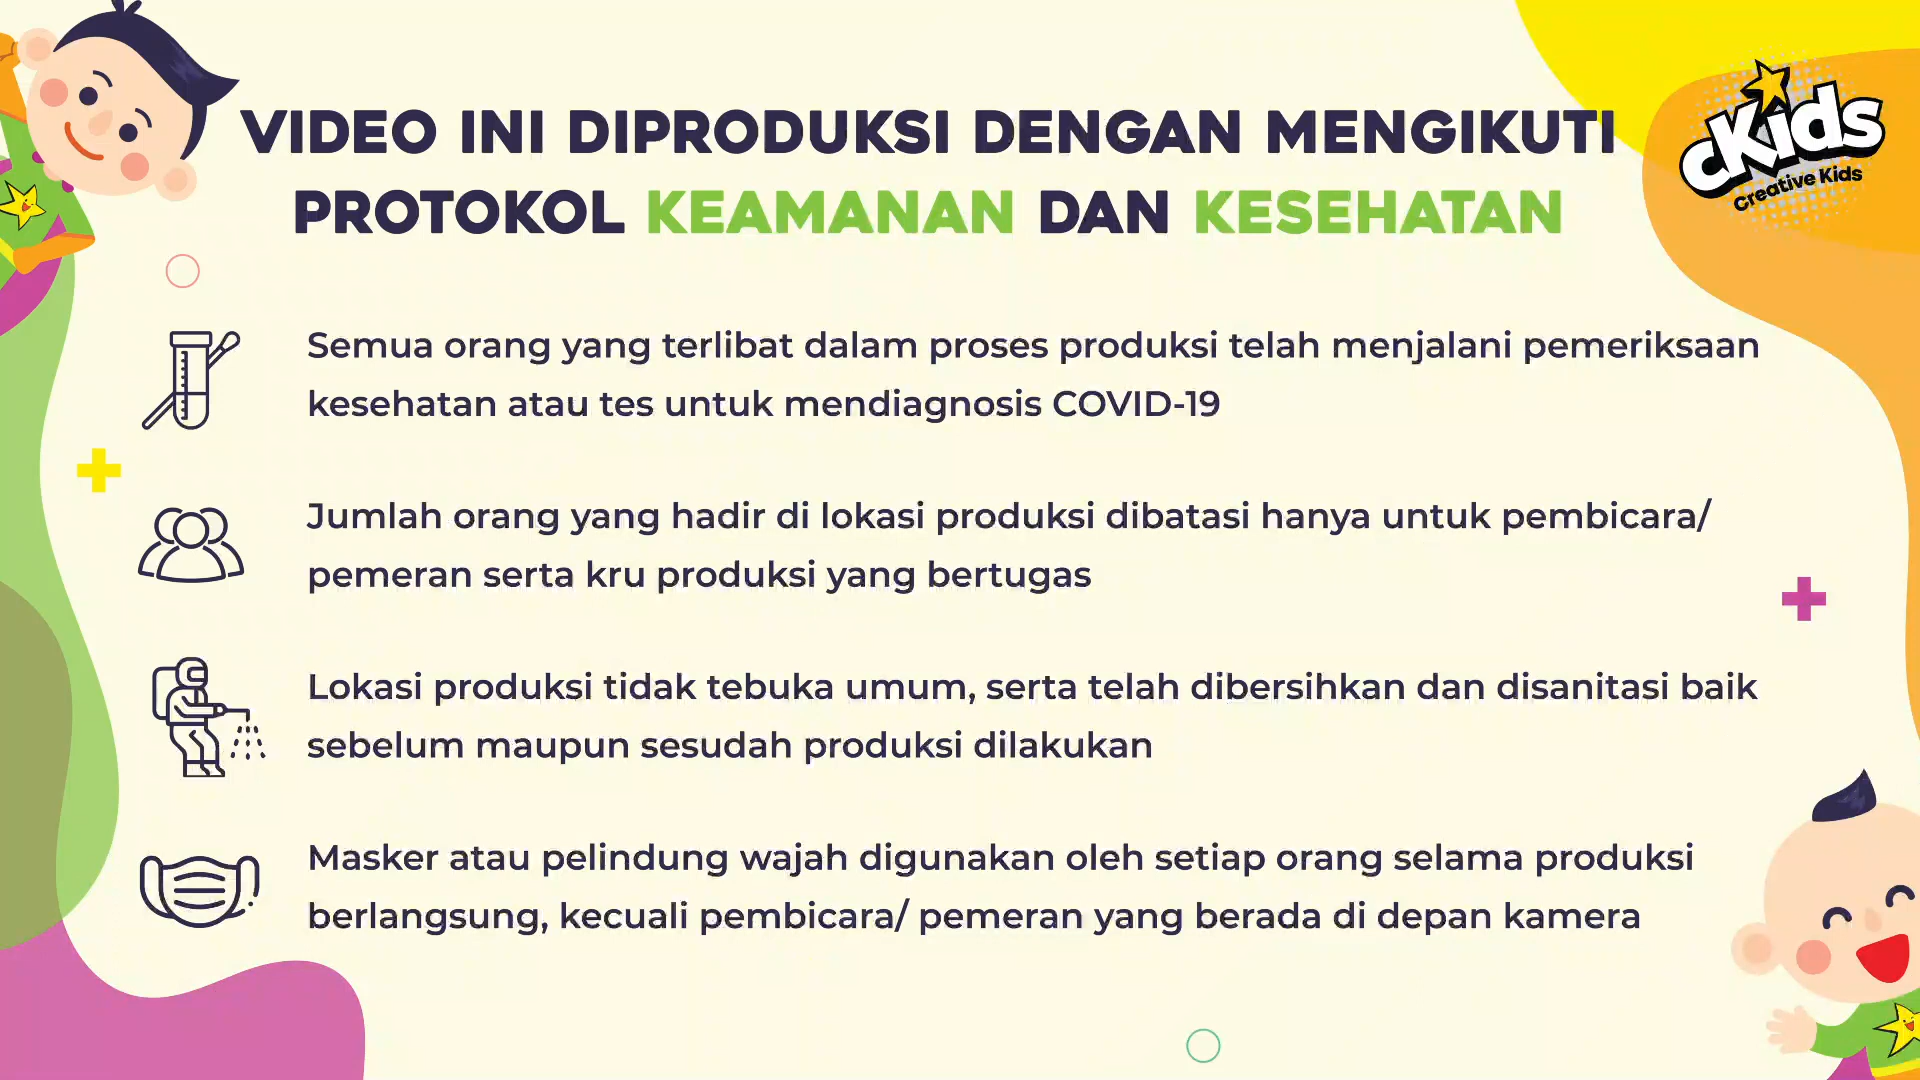 VIDEO INI DIPRODUKSI DENGAN MENGIKUTI
PROTOKOL KEAMANAN DAN KESEHATAN
cKids
Creative Kids
Semua orang yang terlibat dalam proses produksi telah menjalani pemeriksaan
kesehatan atau tes untuk mendiagnosis COVID-19
Jumlah orang yang hadir di lokasi produksi dibatasi hanya untuk pembicara/
pemeran serta kru produksi yang bertugas
Lokasi produksi tidak tebuka umum, serta telah dibersihkan dan disanitasi baik
sebelum maupun sesudah produksi dilakukan
Masker atau pelindung wajah digunakan oleh setiap orang selama produksi
berlangsung, kecuali pembicara/ pemeran yang berada di depan kamera